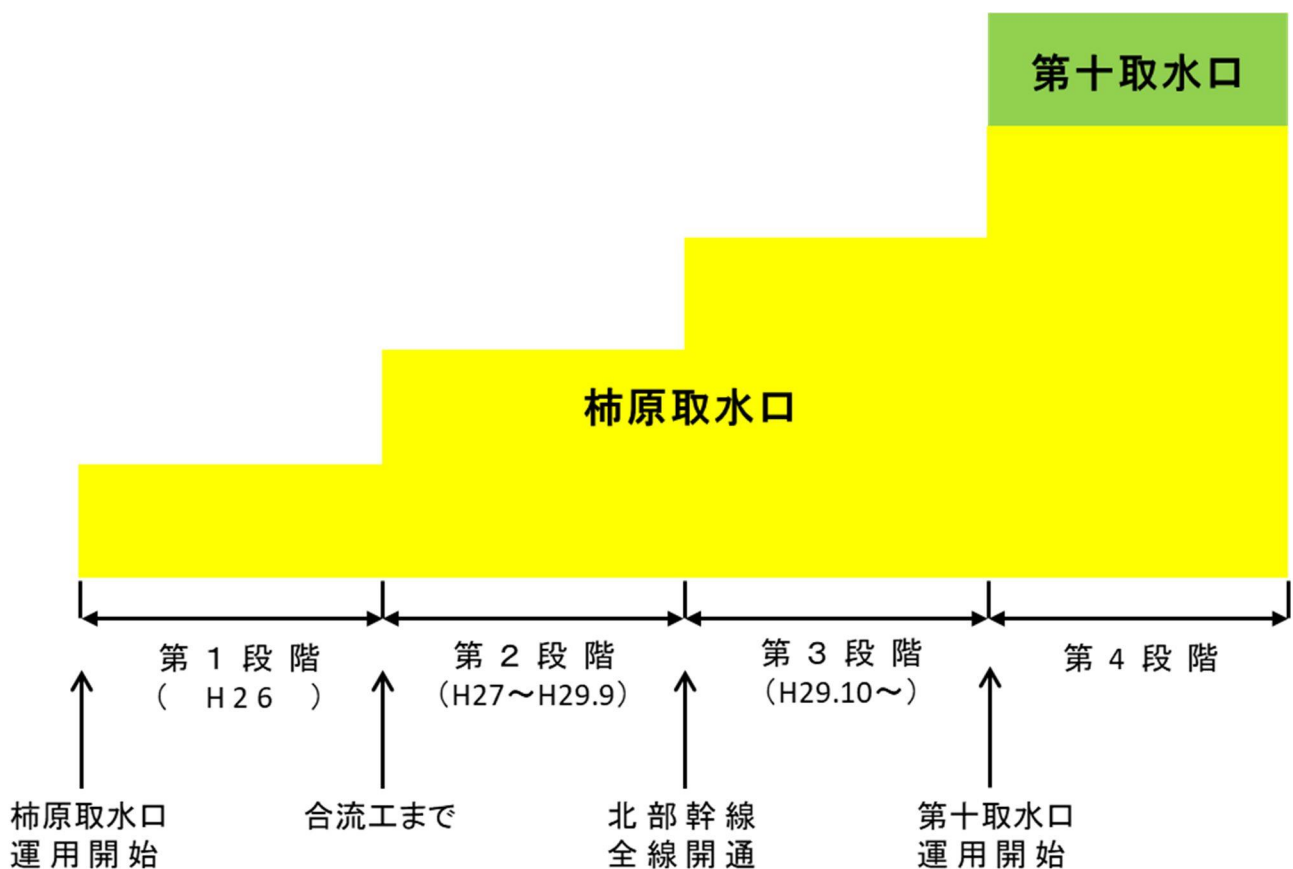 第十取水口
柿原取水口
第１段階
（　H26　）
第２段階
（H27～H29.9）
第３段階
（H29.10～）
第４段階
柿原取水口
運用開始
合流工まで
北部幹線
全線開通
第十取水口
運用開始